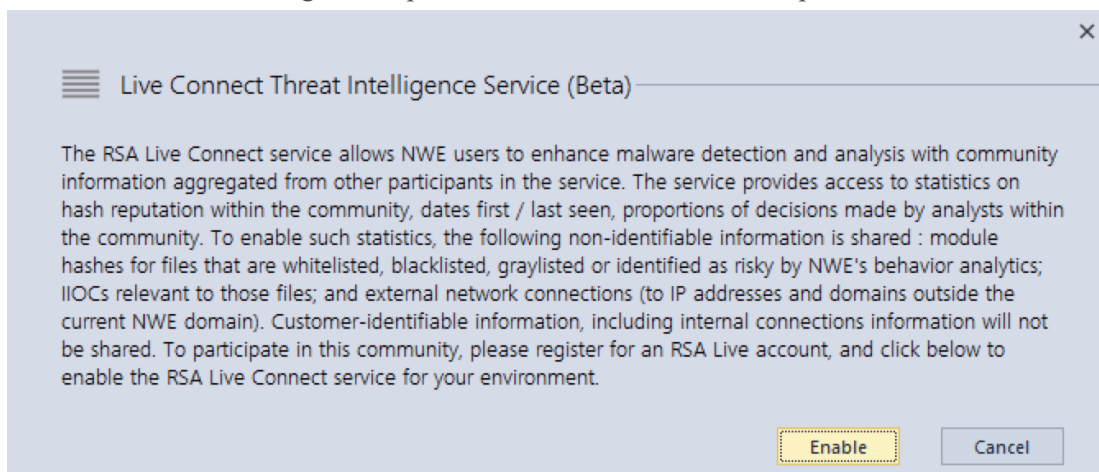 Live Connect Threat Intelligence Service (Beta)
The RSA Live Connect service allows NWE users to enhance malware detection and analysis with community
information aggregated from other participants in the service. The service provides access to statistics on
hash reputation within the community, dates first / last seen, proportions of decisions made by analysts within
the community. To enable such statistics, the following non-identifiable information is shared : module
hashes for files that are whitelisted, blacklisted, graylisted or identified as risky by NWE's behavior analytics;
IIOCs relevant to those files; and external network connections (to IP addresses and domains outside the
current NWE domain). Customer-identifiable information, including internal connections information will not
be shared. To participate in this community, please register for an RSA Live account, and click below to
enable the RSA Live Connect service for your environment.
Enable Cancel